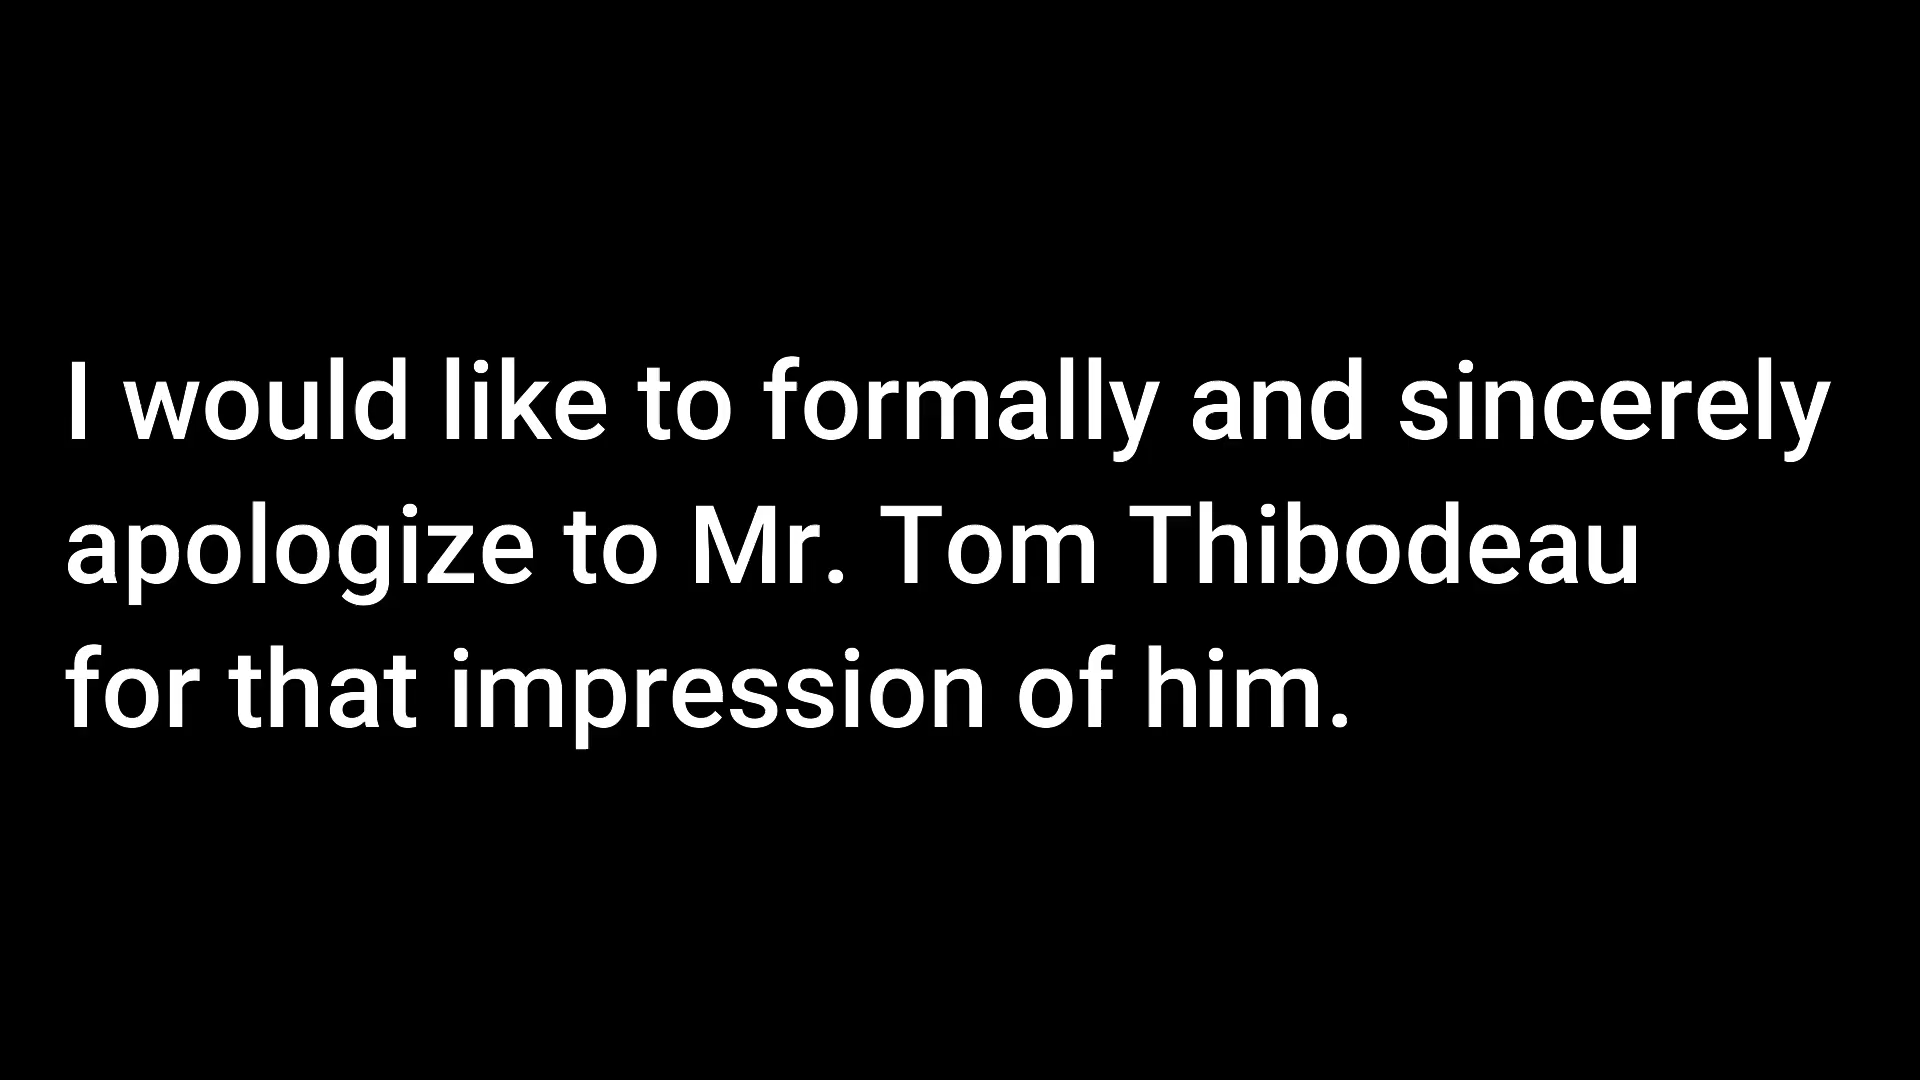 I would like to formally and sincerely
apologize to Mr. Tom Thibodeau
for that impression of him.